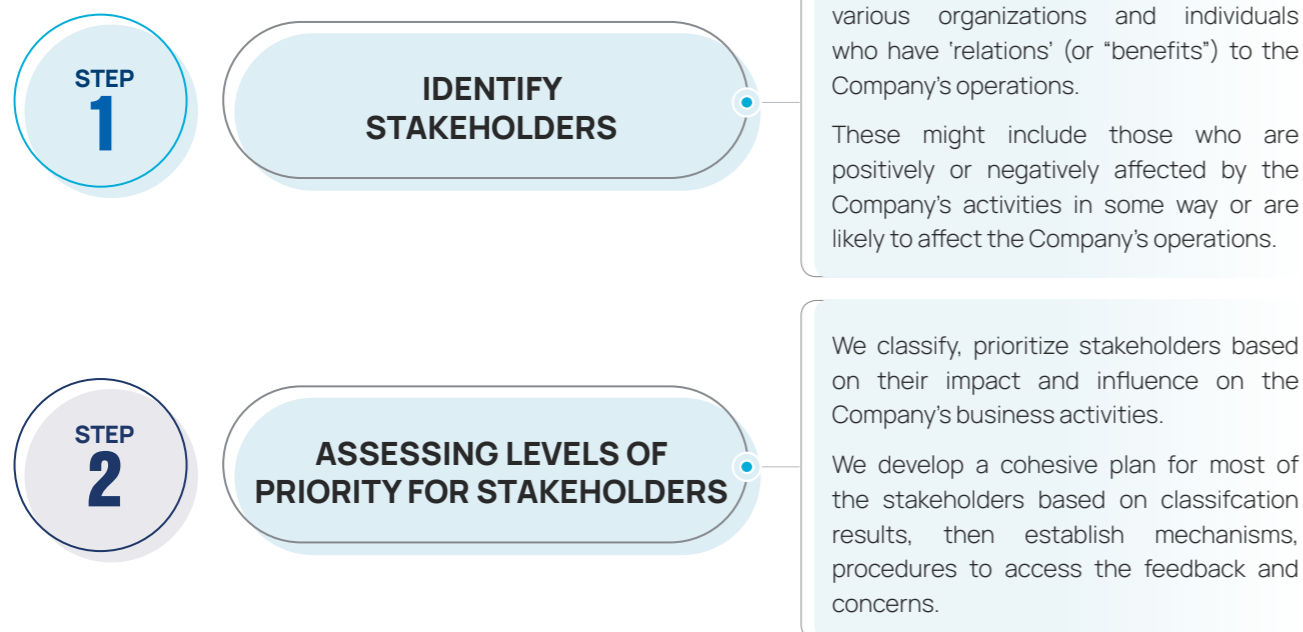 STEP
1
IDENTIFY
STAKEHOLDERS
various organizations and individuals
who have ‘relations’ (or “benefits”) to the
Company’s operations.
These might include those who are
positively or negatively affected by the
Company’s activities in some way or are
likely to affect the Company’s operations.
STEP
2
ASSESSING LEVELS OF
PRIORITY FOR STAKEHOLDERS
We classify, prioritize stakeholders based
on their impact and influence on the
Company’s business activities.
We develop a cohesive plan for most of
the stakeholders based on classifcation
results, then establish mechanisms,
procedures to access the feedback and
concerns.